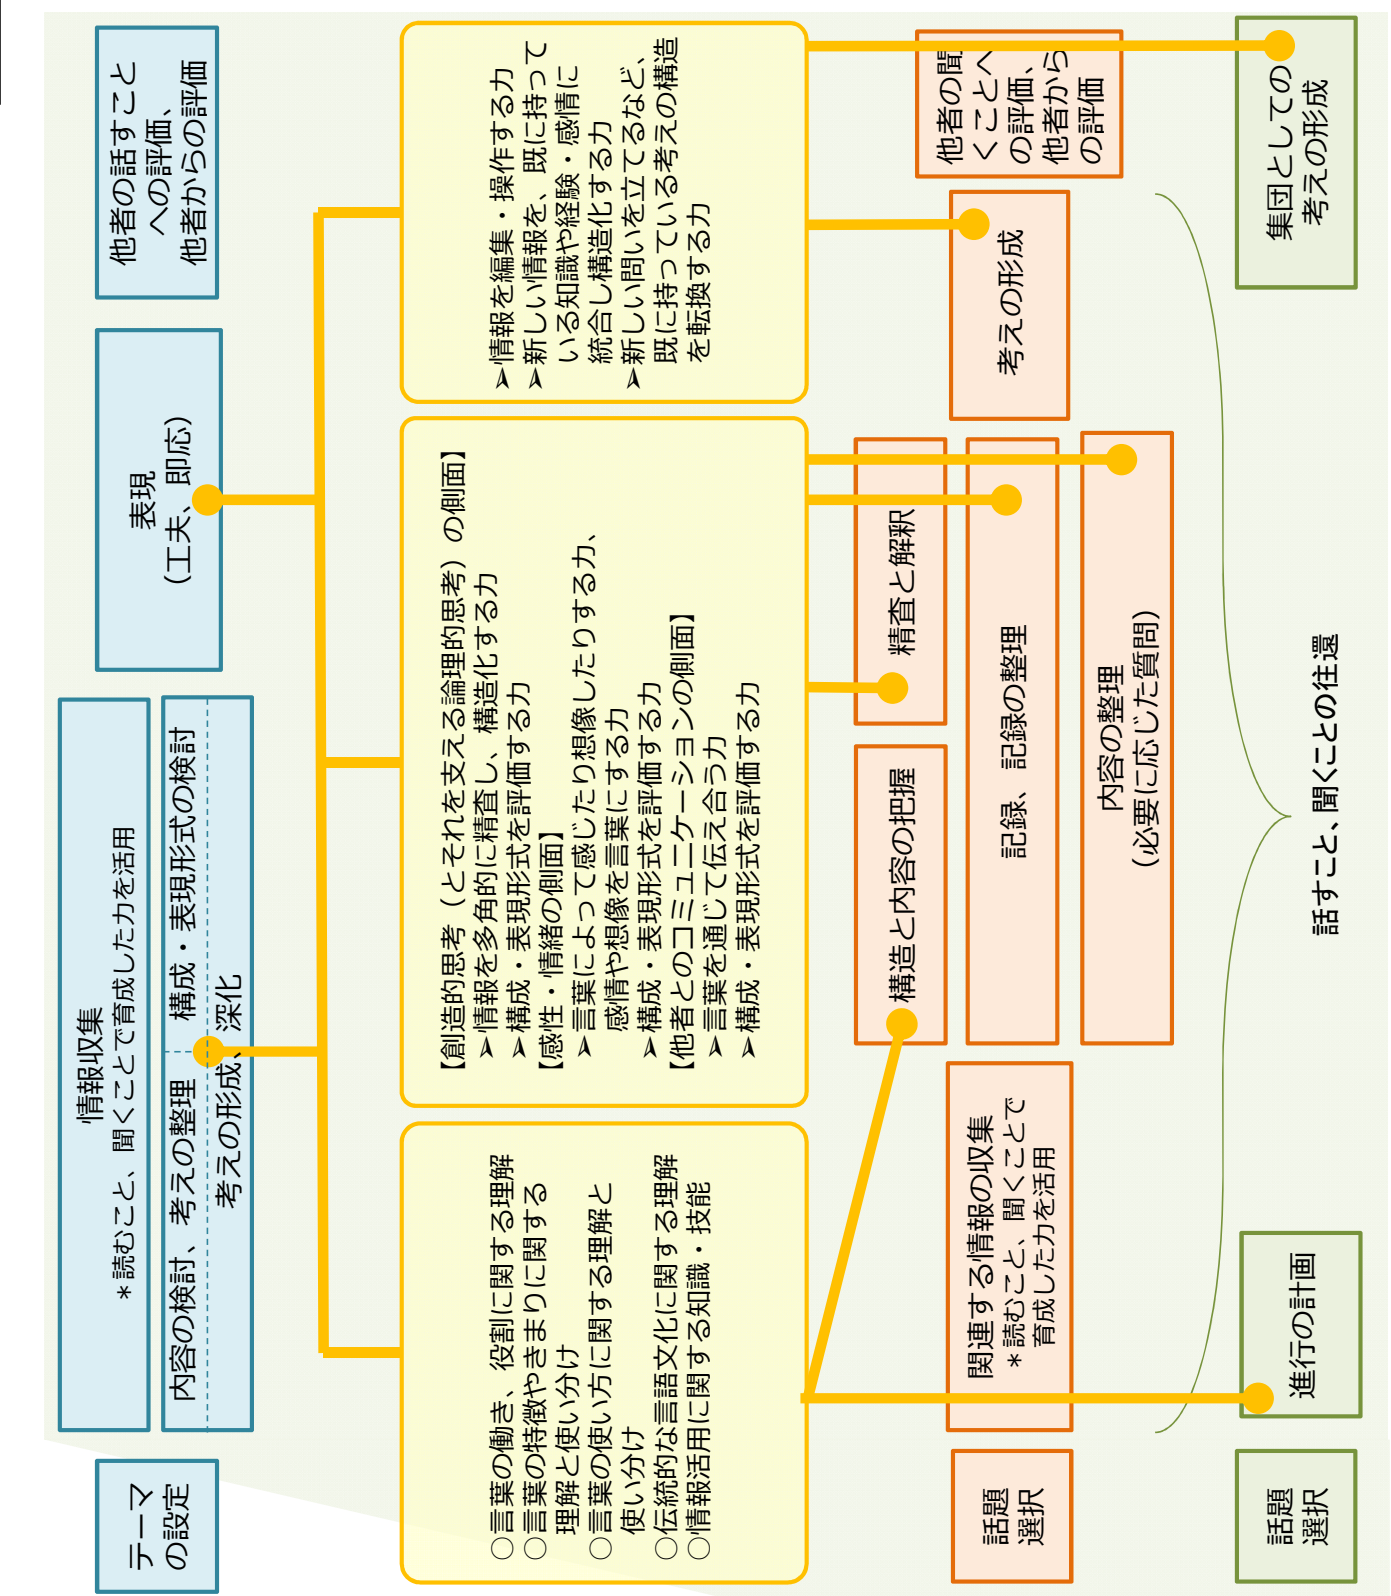 テーマ
の設定
情報収集
＊読むこと、聞くことで育成した力を活用
内容の検討、考えの整理
構成・表現形式の検討
考えの形成、深化
表現
（工夫、即応）
他者の話すこと
への評価、
他者からの評価
○言葉の働き、役割に関する理解
○言葉の特徴やきまりに関する
理解と使い分け
○言葉の使い方に関する理解と
使い分け
○伝統的な言語文化に関する理解
○情報活用に関する知識・技能
【創造的思考（とそれを支える論理的思考）の側面】
➢情報を多角的に精査し、構造化する力
➢構成・表現形式を評価する力
【感性・情緒の側面】
➢言葉によって感じたり想像したりする力、
感情や想像を言葉にする力
➢構成・表現形式を評価する力
【他者とのコミュニケーションの側面】
➢言葉を通じて伝え合う力
➢構成・表現形式を評価する力
➢情報を編集・操作する力
➢新しい情報を、既に持って
いる知識や経験・感情に
統合し構造化する力
➢新しい問いを立てるなど、
既に持っている考えの構造
を転換する力
話題
選択
関連する情報の収集
＊読むこと、聞くことで
育成した力を活用
構造と内容の把握
精査と解釈
記録、記録の整理
内容の整理
（必要に応じた質問）
考えの形成
他者の聞
くことへ
の評価、
他者から
の評価
話すこと、聞くことの往還
話題
選択
進行の計画
集団としての
考えの形成